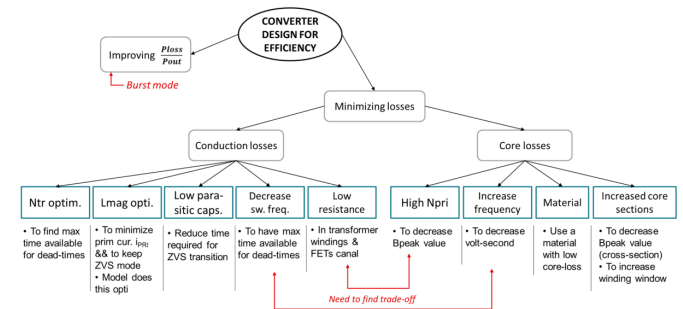 CONVERTER
DESIGN FOR
EFFICIENCY
Improving Ploss/Pout
Burst mode
Minimizing losses
Conduction losses
Core losses
Ntr optim.
Lmag opti.
Low para-
sitic caps.
Decrease
sw. freq.
Low
resistance
High Npri
Increase
frequency
Material
Increased core
sections
• To find max
time available
for dead-times
• To minimize
prim cur. iPRI
&& to keep
ZVS mode
• Model does
this opti
• Reduce time
required for
ZVS transition
• To have max
time available
for dead-times
• In transformer
windings &
FETs canal
• To decrease
Bpeak value
• To decrease
volt-second
• Use a
material
with low
core-loss
• To decrease
Bpeak value
(cross-section)
• To increase
winding window
Need to find trade-off